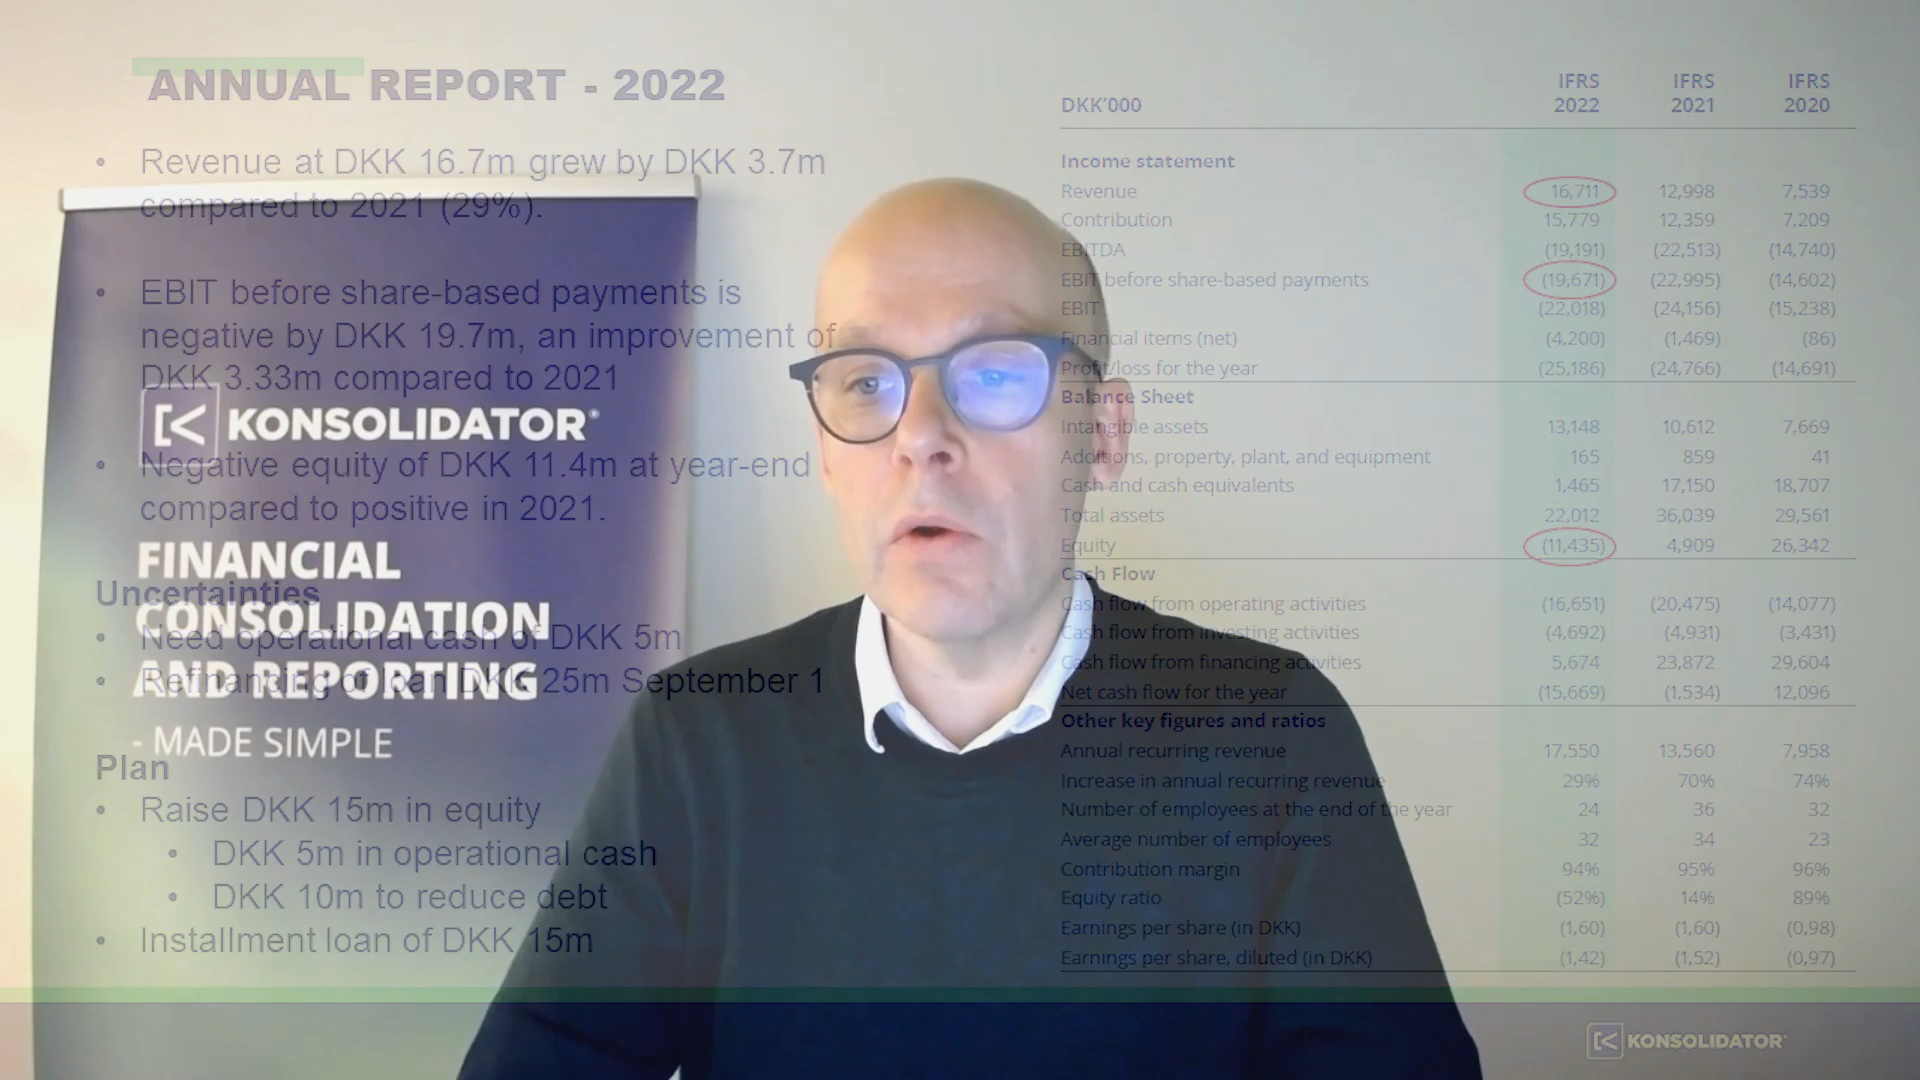 ANNUAL REPORT - 2022
• Revenue at DKK 16.7m grew by DKK 3.7m
compared to 2021 (29%).
• EBIT before share-based payments is
negative by DKK 19.7m, an improvement of
DKK 3.33m compared to 2021
• Negative equity of DKK 11.4m at year-end
compared to positive in 2021.
Uncertainties
• Need operational cash of DKK 5m
• Refinancing of loan DKK 25m September 1
Plan
• Raise DKK 15m in equity
• DKK 5m in operational cash
• DKK 10m to reduce debt
• Installment loan of DKK 15m
KONSOLIDATOR®
FINANCIAL
CONSOLIDATION
AND REPORTING
- MADE SIMPLE
IFRS IFRS IFRS
DKK'000 2022 2021 2020
Income statement
Revenue 16,711 12,998 7,539
Contribution 15,779 12,359 7,209
EBITDA (19,191) (22,513) (14,740)
EBIT before share-based payments (19,671) (22,995) (14,602)
EBIT (22,018) (24,156) (15,238)
Financial items (net) (4,200) (1,469) (86)
Profit/loss for the year (25,186) (24,766) (14,691)
Balance Sheet
Intangible assets 13,148 10,612 7,669
Additions, property, plant, and equipment 165 859 41
Cash and cash equivalents 1,465 17,150 18,707
Total assets 22,012 36,039 29,561
Equity (11,435) 4,909 26,342
Cash Flow
Cash flow from operating activities (16,651) (20,475) (14,077)
Cash flow from investing activities (4,692) (4,931) (3,431)
Cash flow from financing activities 5,674 23,872 29,604
Net cash flow for the year (15,669) (1,534) 12,096
Other key figures and ratios
Annual recurring revenue 17,550 13,560 7,958
Increase in annual recurring revenue 29% 70% 74%
Number of employees at the end of the year 24 36 32
Average number of employees 32 34 23
Contribution margin 94% 95% 96%
Equity ratio (52%) 14% 89%
Earnings per share (in DKK) (1,60) (1,60) (0,98)
Earnings per share, diluted (in DKK) (1,42) (1,52) (0,97)
KONSOLIDATOR®